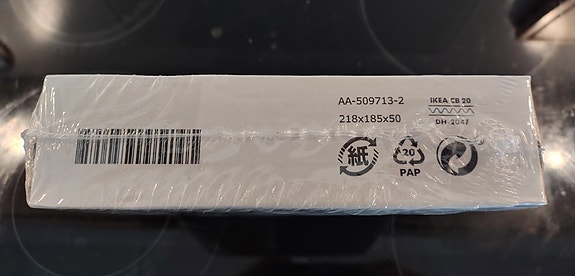 AA-509713-2
218x185x50
IKEA CB 20
DH-2047
紙
20
PAP